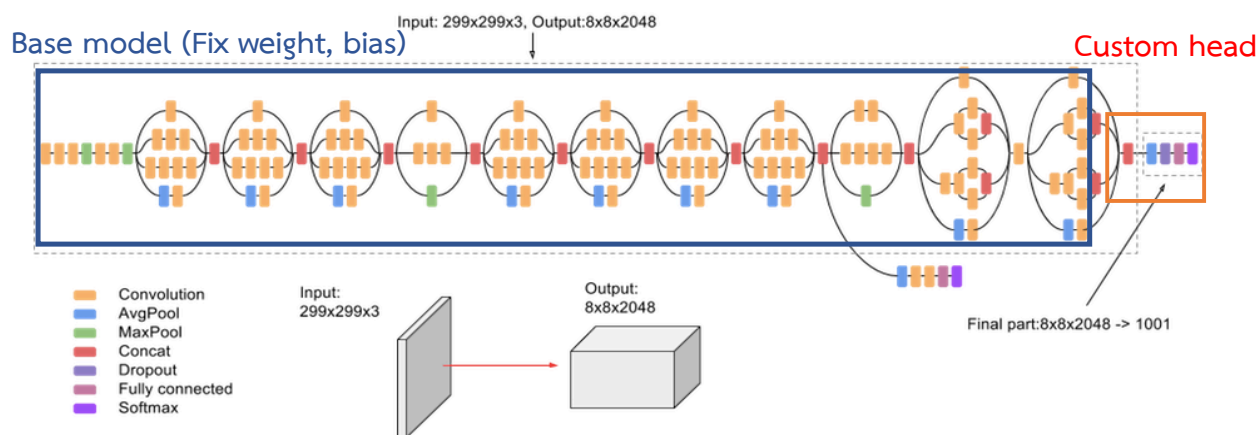 Input: 299x299x3, Output:8x8x2048
Base model (Fix weight, bias)
Custom head
Convolution
AvgPool
MaxPool
Concat
Dropout
Fully connected
Softmax
Input:
299x299x3
Output:
8x8x2048
Final part:8x8x2048 -> 1001